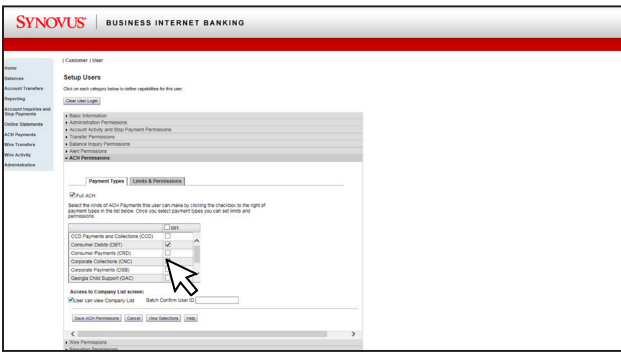 SYNOVUS® | BUSINESS INTERNET BANKING
| Customer | User
Home
Balances
Account Transfers
Reporting
Account Inquiries and
Stop Payments
Online Statements
ACH Payments
Wire Transfers
Wire Activity
Administration
Setup Users
Click on each category below to define capabilities for this user.
Clear User Login
Basic Information
Administration Permissions
Account Activity and Stop Payment Permissions
Transfer Permissions
Balance Inquiry Permissions
Alert Permissions
ACH Permissions
Payment Types
Limits & Permissions
Full ACH
Select the kinds of ACH Payments this user can make by clicking the checkbox to the right of
payment types in the list below. Once you select payment types you can set limits and
permissions.
001
CCD Payments and Collections (CCD)
Consumer Debits (DBT)
Consumer Payments (CRD)
Corporate Collections (CNC)
Corporate Payments (DBB)
Georgia Child Support (GAC)
Access to Company List screen:
User can view Company List Batch Confirm User ID
Save ACH Permissions Cancel View Selections Help
Wire Permissions
Reporting Permissions